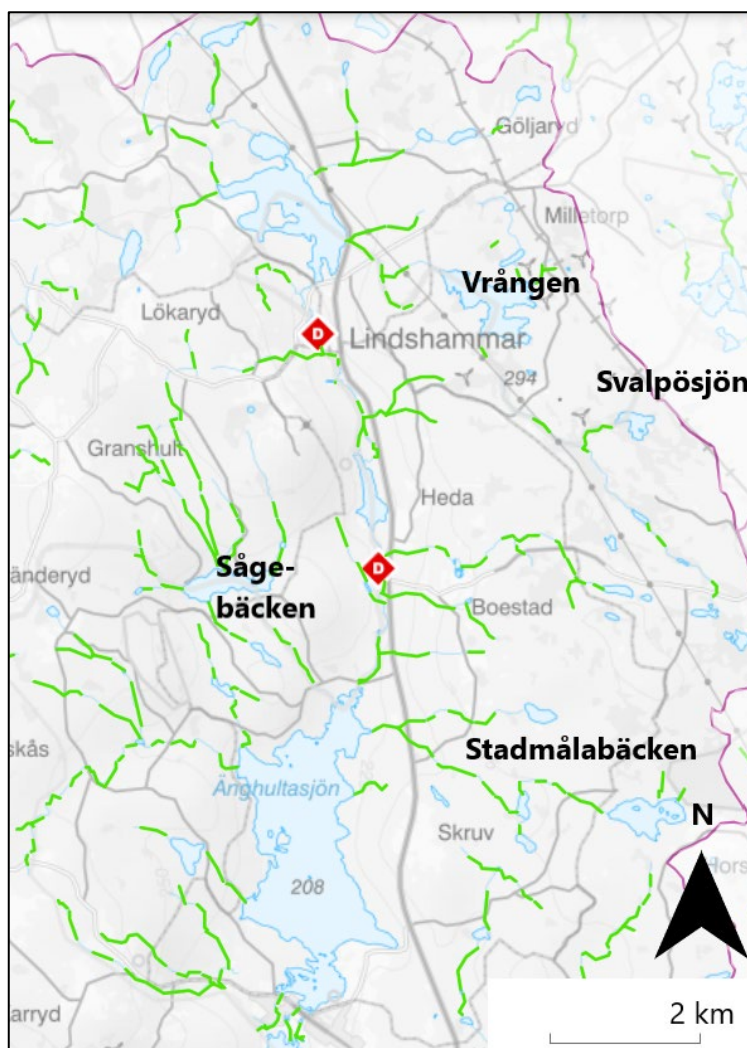 Göljaryd
Milletorp
Vrången
Lökaryd
D
Lindshammar
Svalpösjön
294
Granshult
Heda
Såge-
bäcken
D
änderyd
Boestad
skås
Stadmålabäcken
Änghultasjön
N
Skruv
Hors
208
arryd
2 km